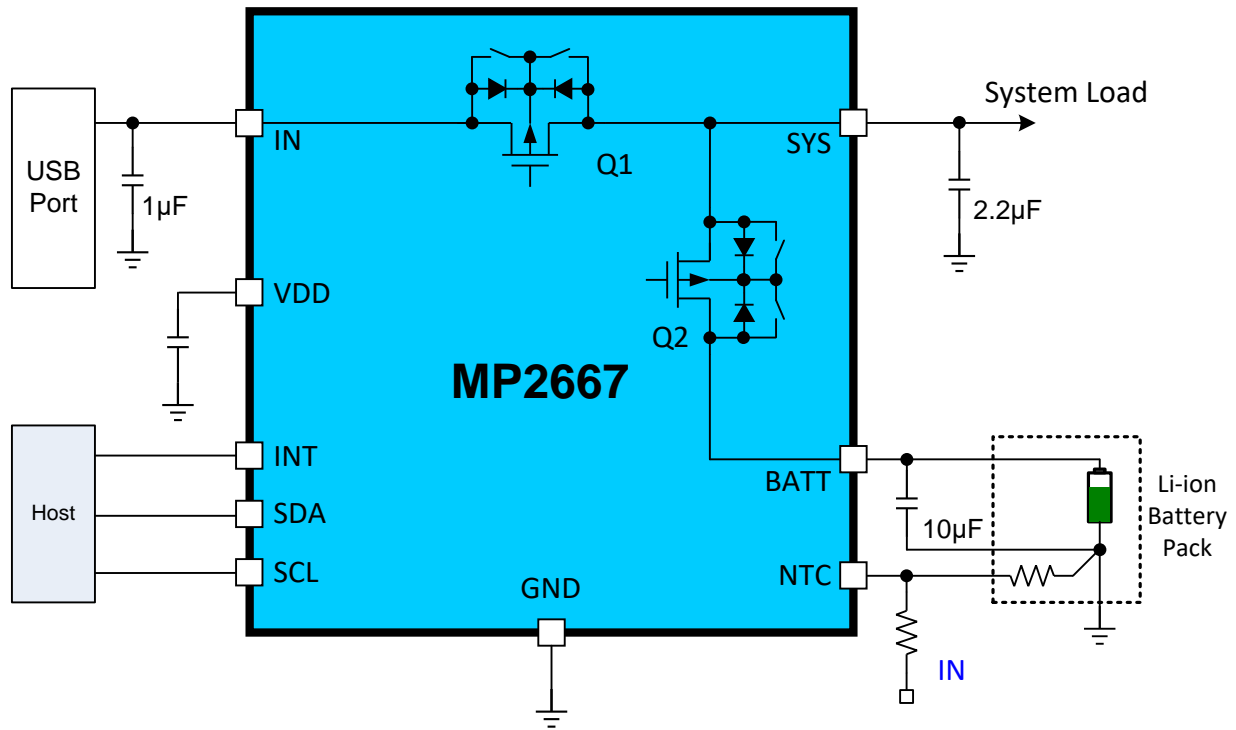 System Load
IN
SYS
Q1
USB
Port
1µF
2.2µF
VDD
Q2
MP2667
INT
BATT
Li-ion
Battery
Pack
Host
SDA
10µF
SCL
NTC
GND
IN